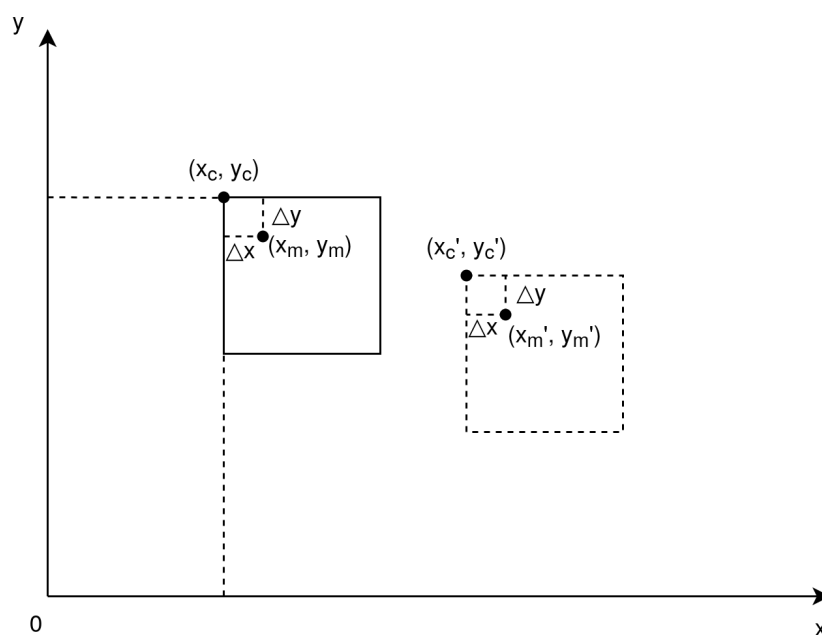 y
(x_c, y_c)
△y
△x
(x_m, y_m)
(x_c', y_c')
△y
△x
(x_m', y_m')
0
x